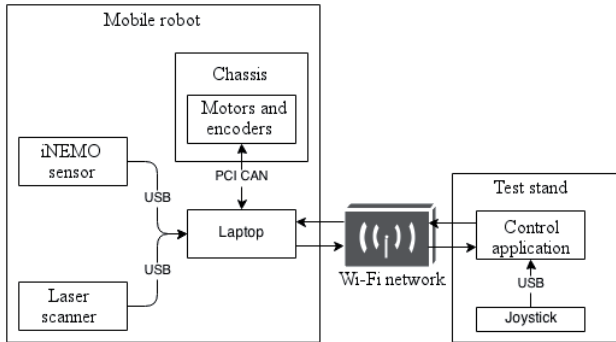 Mobile robot
Chassis
Motors and
encoders
iNEMO
sensor
PCI CAN
USB
Laptop
USB
Laser
scanner
Wi-Fi network
Test stand
Control
application
USB
Joystick